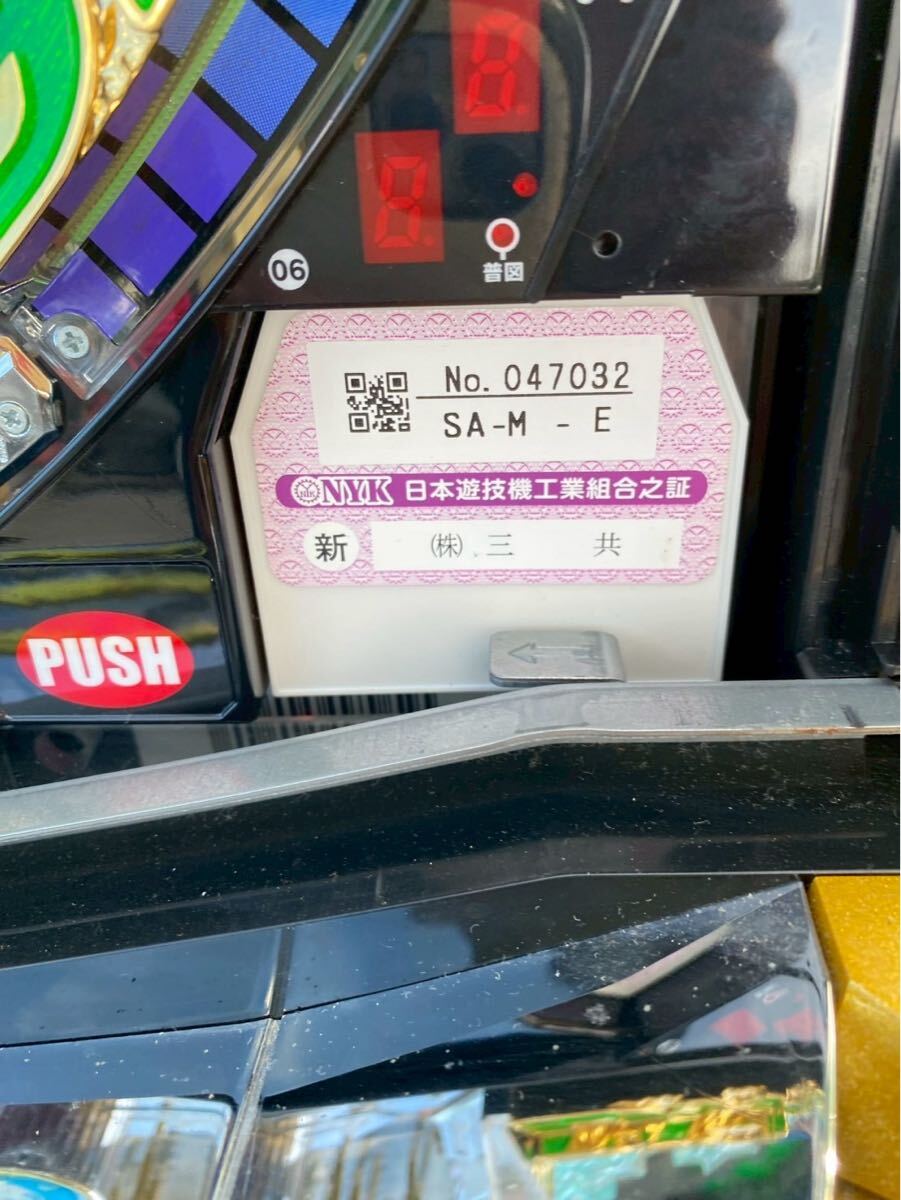 06
普図
No. 047032
SA-M - E
NYK 日本遊技機工業組合之証
新 ㈱ 三 共
PUSH